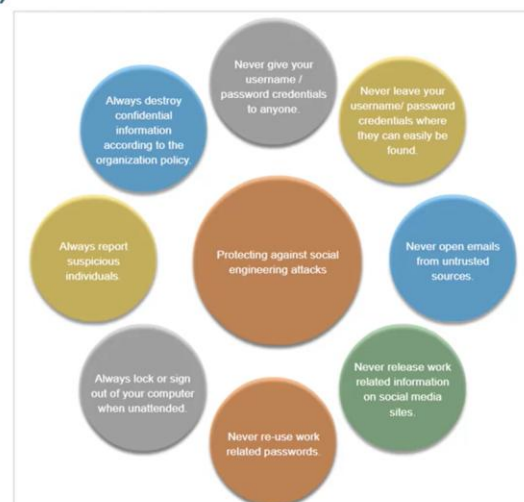 Never give your
username /
password credentials
to anyone.
Never leave your
username/ password
credentials where
they can easily be
found.
Never open emails
from untrusted
sources.
Never release work
related information
on social media
sites.
Never re-use work
related passwords.
Always lock or sign
out of your computer
when unattended.
Always report
suspicious
individuals.
Always destroy
confidential
information
according to the
organization policy.
Protecting against social
engineering attacks